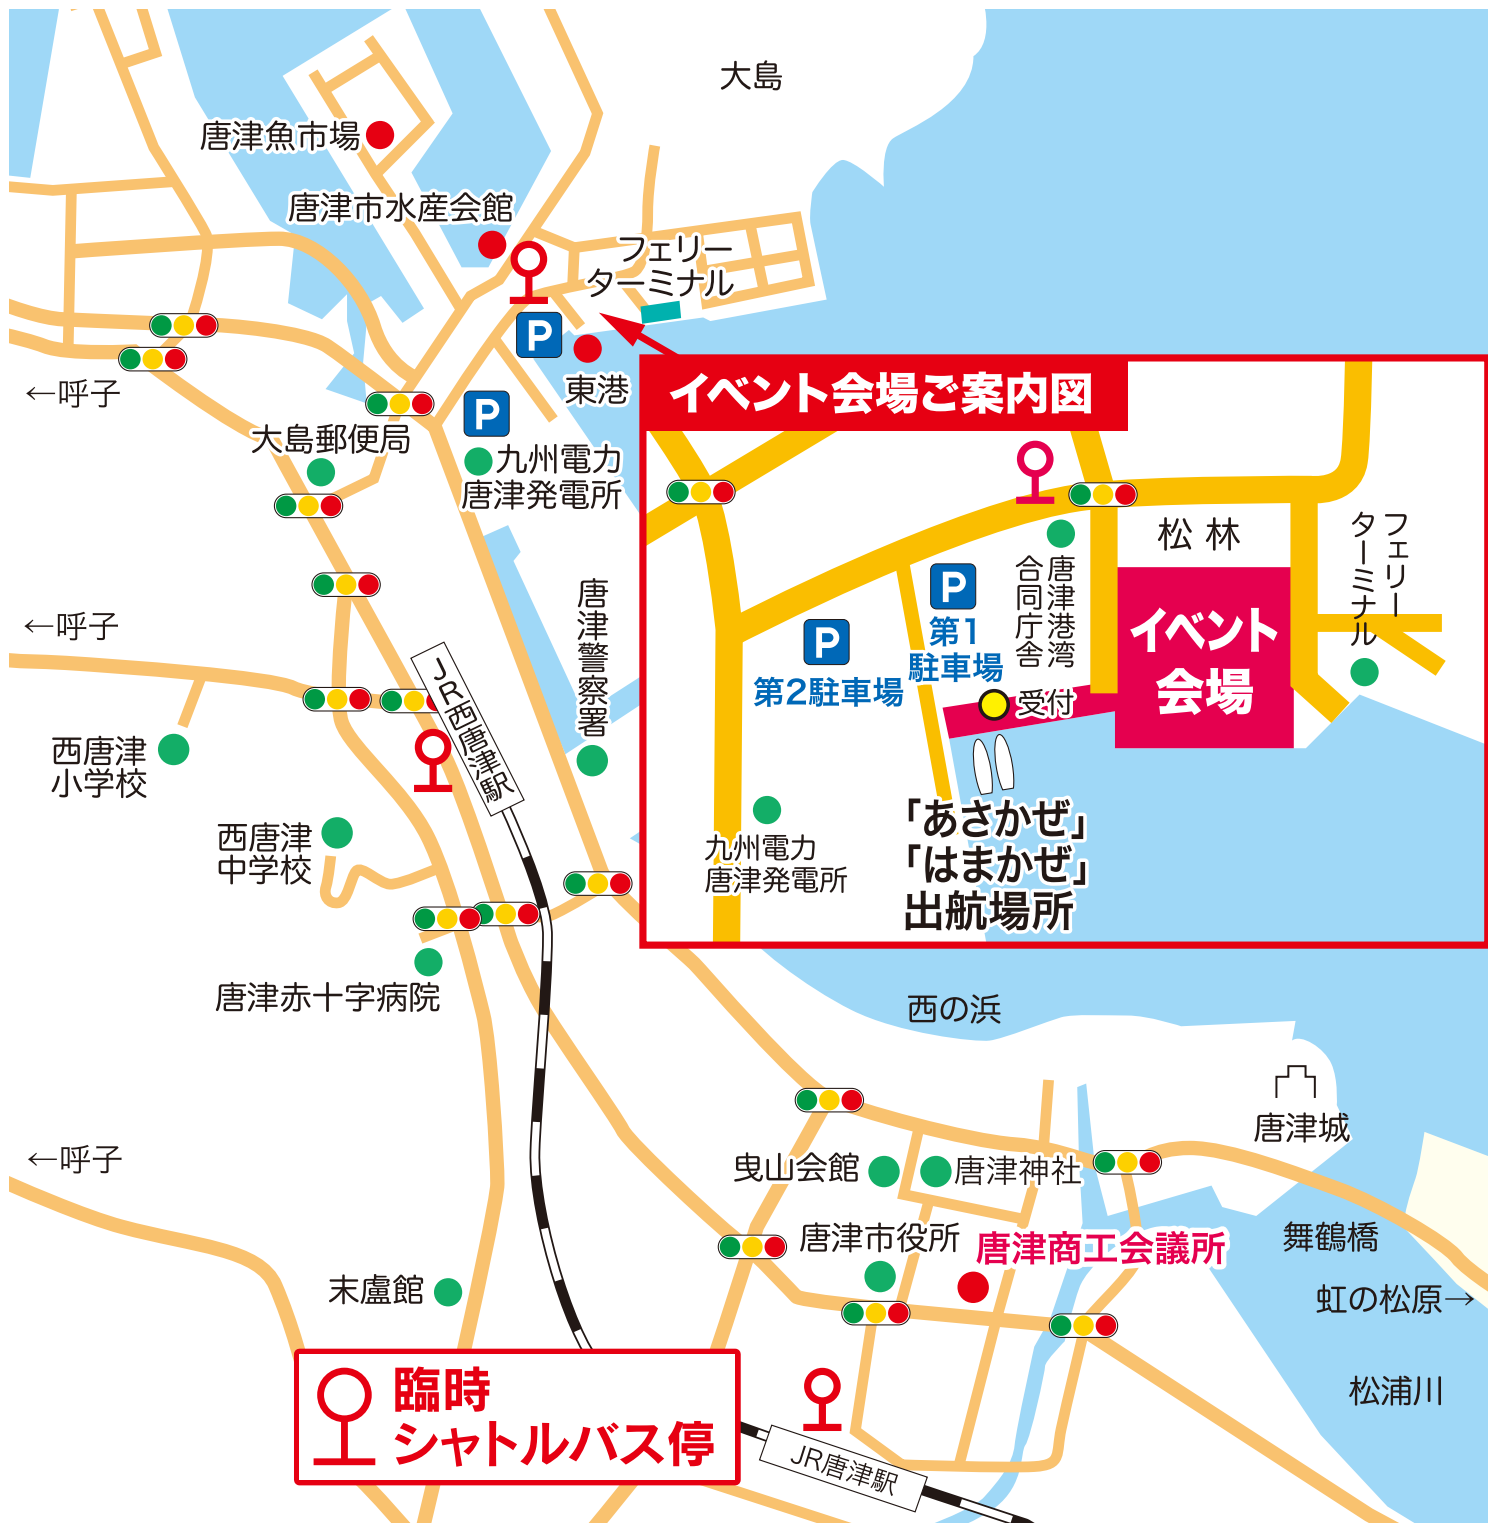 大島
唐津魚市場
唐津市水産会館
フェリー
ターミナル
P
東港
←呼子
大島郵便局
P
九州電力
唐津発電所
イベント会場ご案内図
松林
フェリー
ターミナル
唐津港湾
合同庁舎
P
第1
駐車場
P
第2駐車場
イベント
会場
受付
「あさかぜ」
「はまかぜ」
出航場所
九州電力
唐津発電所
←呼子
唐津警察署
JR西唐津駅
西唐津
小学校
西唐津
中学校
唐津赤十字病院
西の浜
唐津城
←呼子
曳山会館
唐津神社
唐津市役所
唐津商工会議所
舞鶴橋
末盧館
虹の松原→
松浦川
臨時
シャトルバス停
JR唐津駅